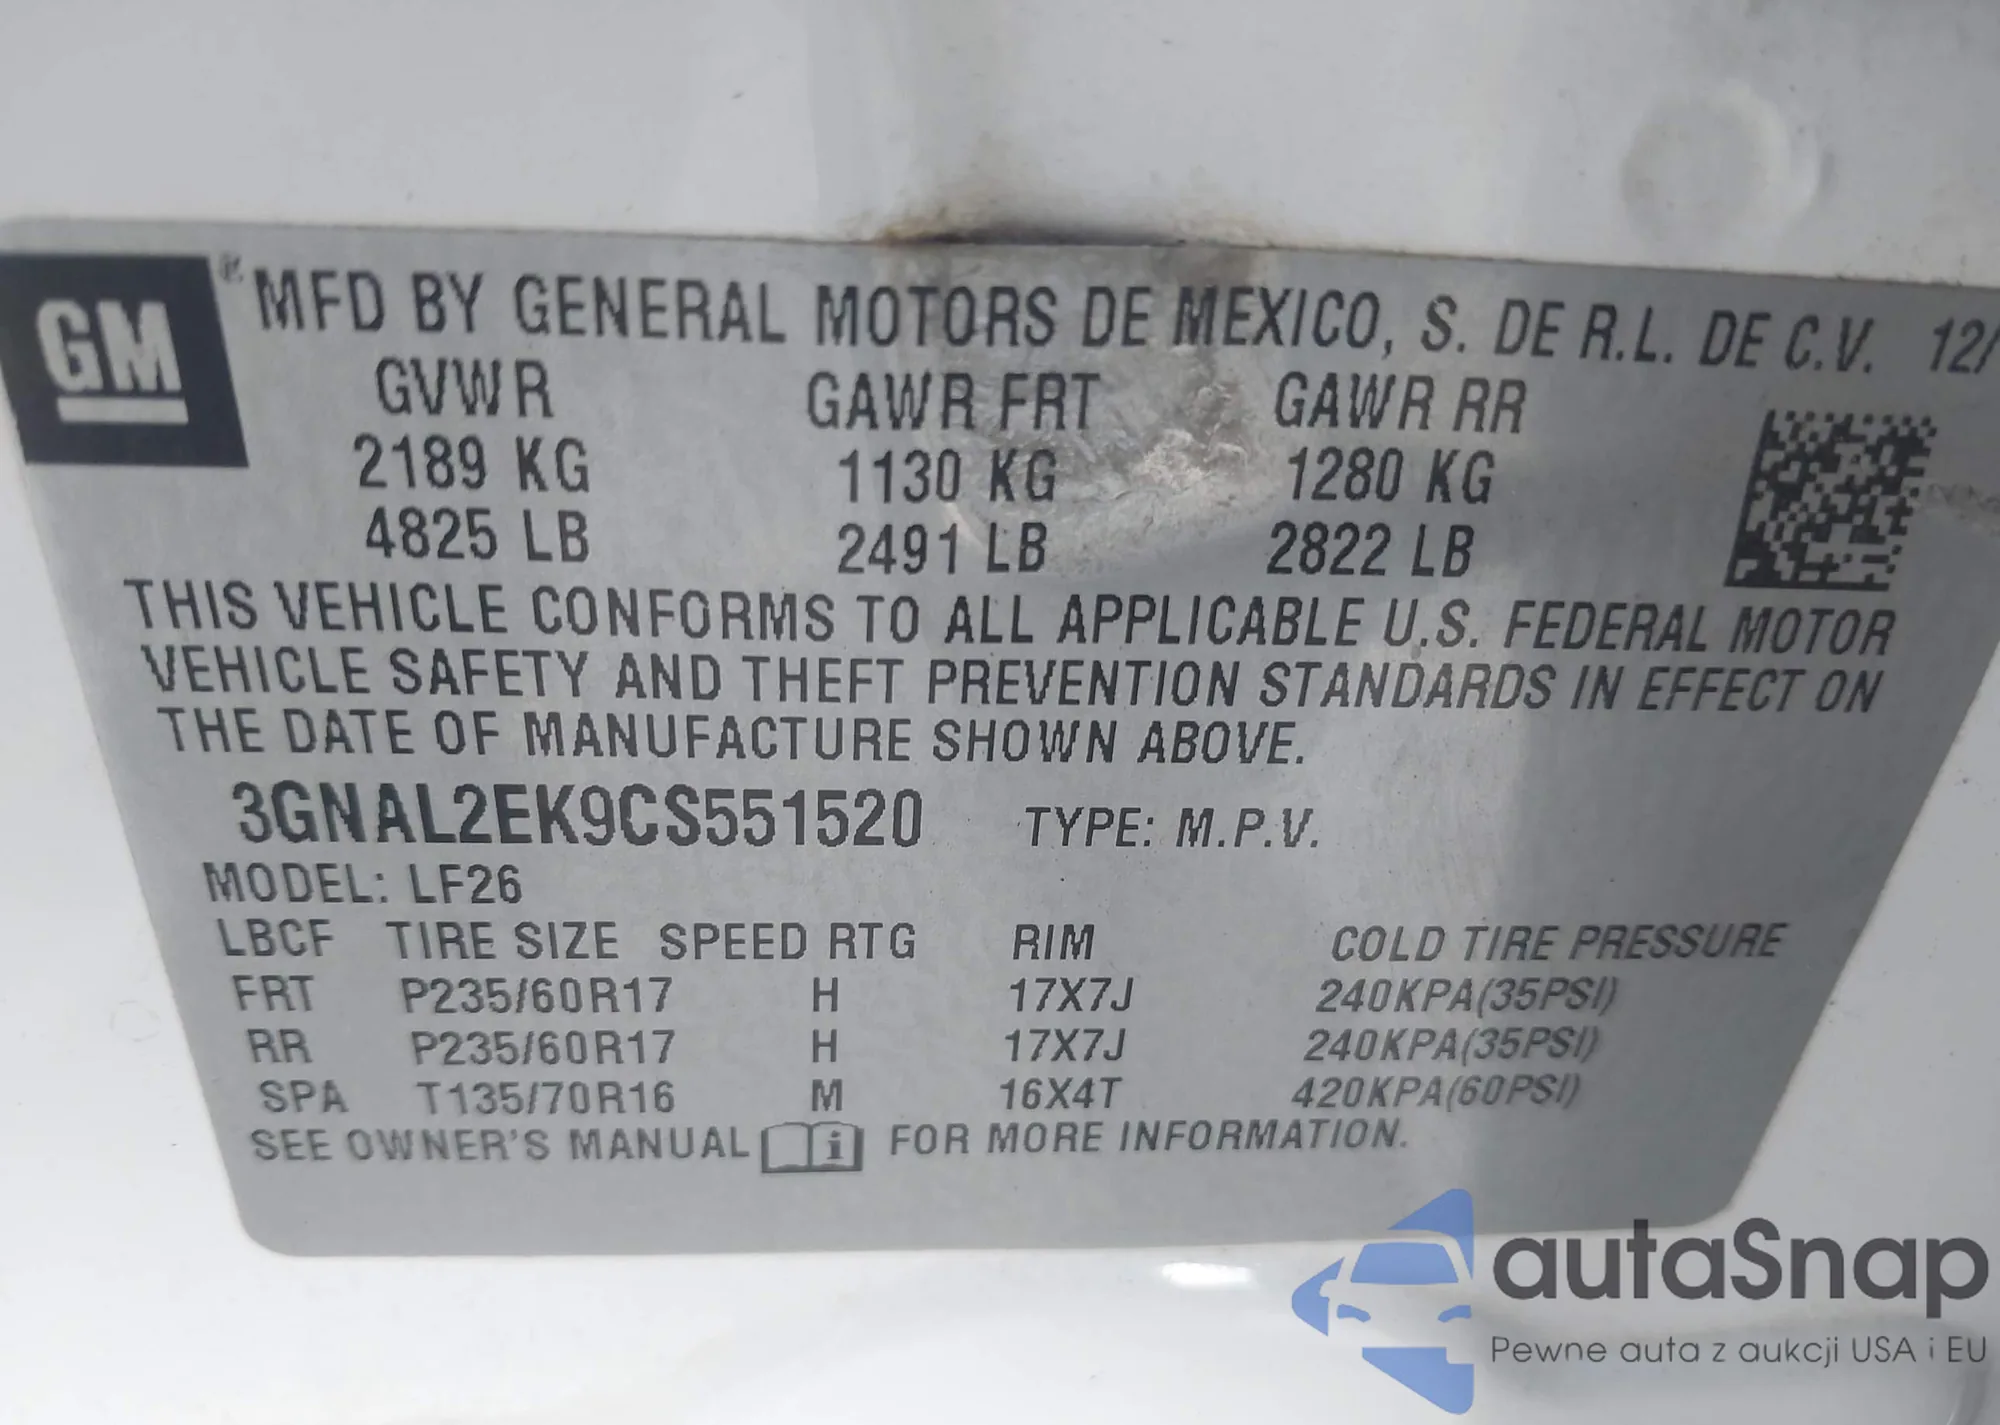 GM ® MFD BY GENERAL MOTORS DE MEXICO, S. DE R.L. DE C.V. 12/
GVWR GAWR FRT GAWR RR
2189 KG 1130 KG 1280 KG
4825 LB 2491 LB 2822 LB
THIS VEHICLE CONFORMS TO ALL APPLICABLE U.S. FEDERAL MOTOR
VEHICLE SAFETY AND THEFT PREVENTION STANDARDS IN EFFECT ON
THE DATE OF MANUFACTURE SHOWN ABOVE.
3GNAL2EK9CS551520 TYPE: M.P.V.
MODEL: LF26
LBCF TIRE SIZE SPEED RTG RIM COLD TIRE PRESSURE
FRT P235/60R17 H 17X7J 240KPA(35PSI)
RR P235/60R17 H 17X7J 240KPA(35PSI)
SPA T135/70R16 M 16X4T 420KPA(60PSI)
SEE OWNER'S MANUAL i FOR MORE INFORMATION.
autaSnap
Pewne auta z aukcji USA i EU